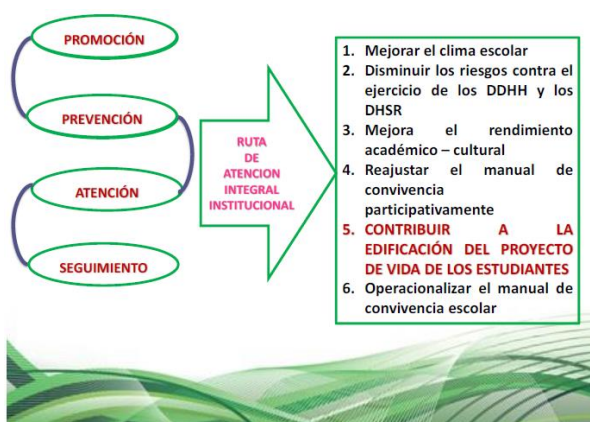 PROMOCIÓN
PREVENCIÓN
ATENCIÓN
SEGUIMIENTO
RUTA
DE
ATENCION
INTEGRAL
INSTITUCIONAL
1. Mejorar el clima escolar
2. Disminuir los riesgos contra el
ejercicio de los DDHH y los
DHSR
3. Mejora el rendimiento
académico – cultural
4. Reajustar el manual de
convivencia
participativamente
5. CONTRIBUIR A LA
EDIFICACIÓN DEL PROYECTO
DE VIDA DE LOS ESTUDIANTES
6. Operacionalizar el manual de
convivencia escolar